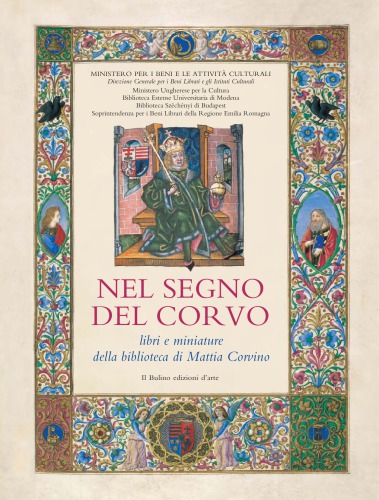 MINISTERO PER I BENI E LE ATTIVITÀ CULTURALI
Direzione Generale per i Beni Librari e gli Istituti Culturali
Ministero Ungherese per la Cultura
Biblioteca Estense Universitaria di Modena
Biblioteca Széchényi di Budapest
Soprintendenza per i Beni Librari della Regione Emilia Romagna
NEL SEGNO
DEL CORVO
libri e miniature
della biblioteca di Mattia Corvino
Il Bulino edizioni d'arte